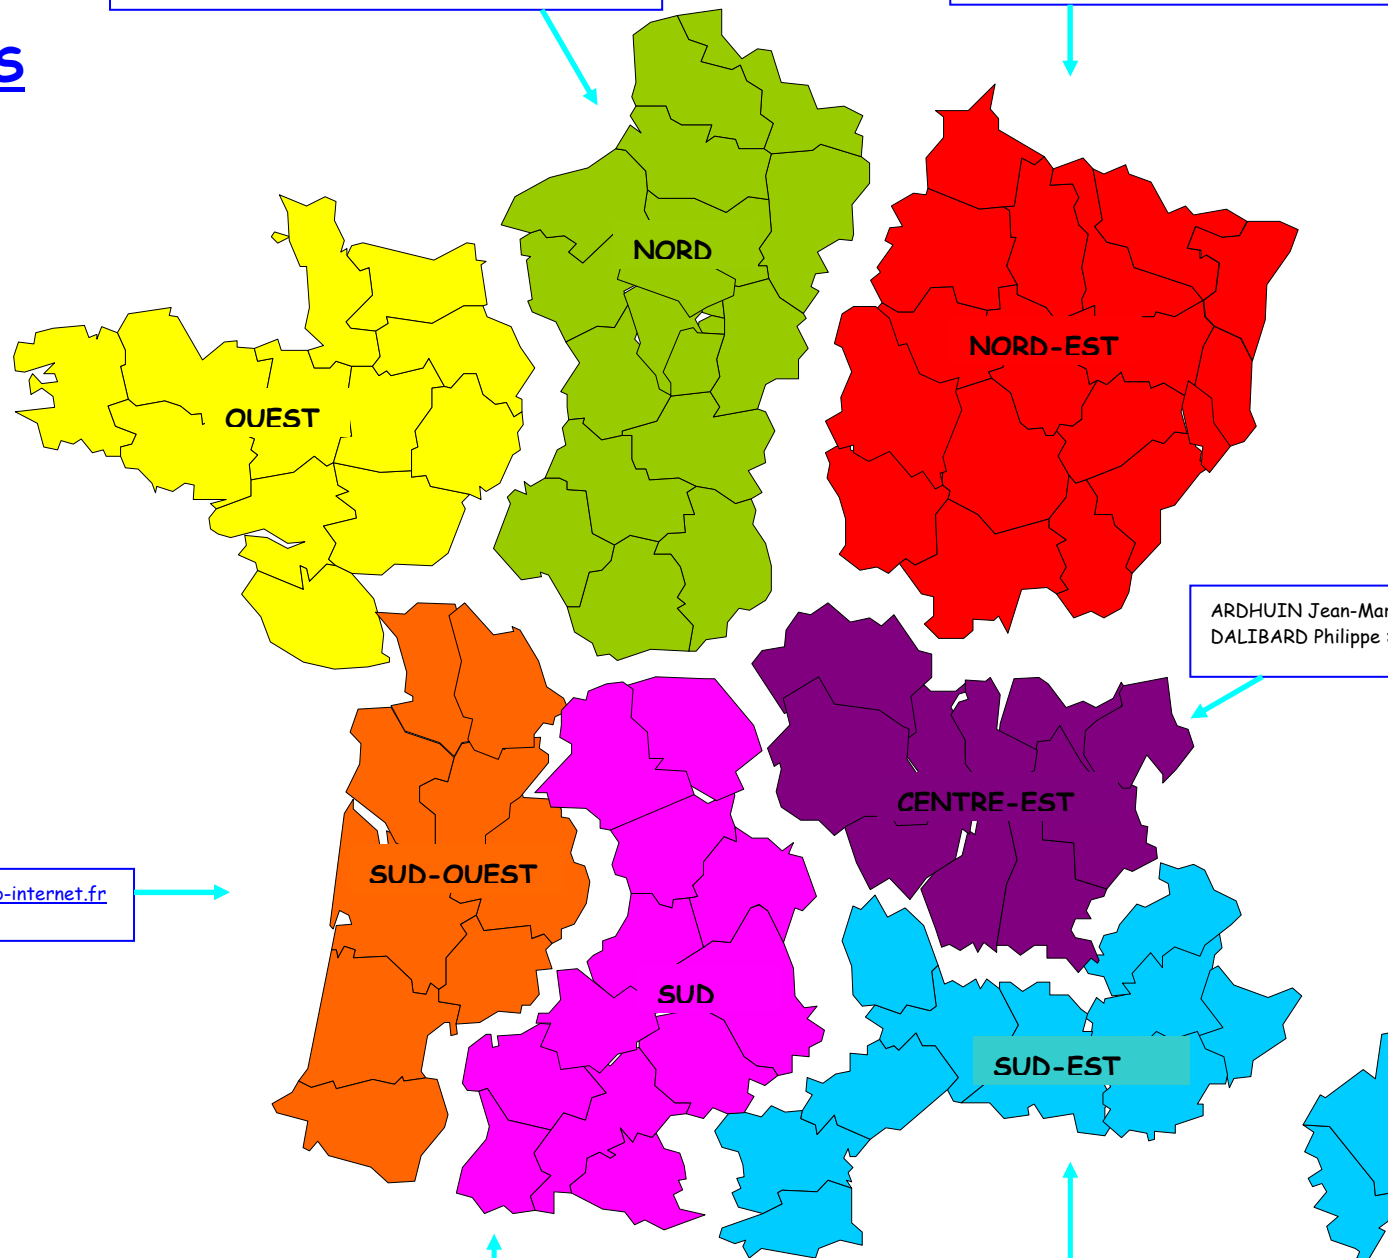 s
NORD
NORD-EST
OUEST
ARDHUIN Jean-Mar
DALIBARD Philippe :
CENTRE-EST
SUD-OUEST
o-internet.fr
SUD
SUD-EST